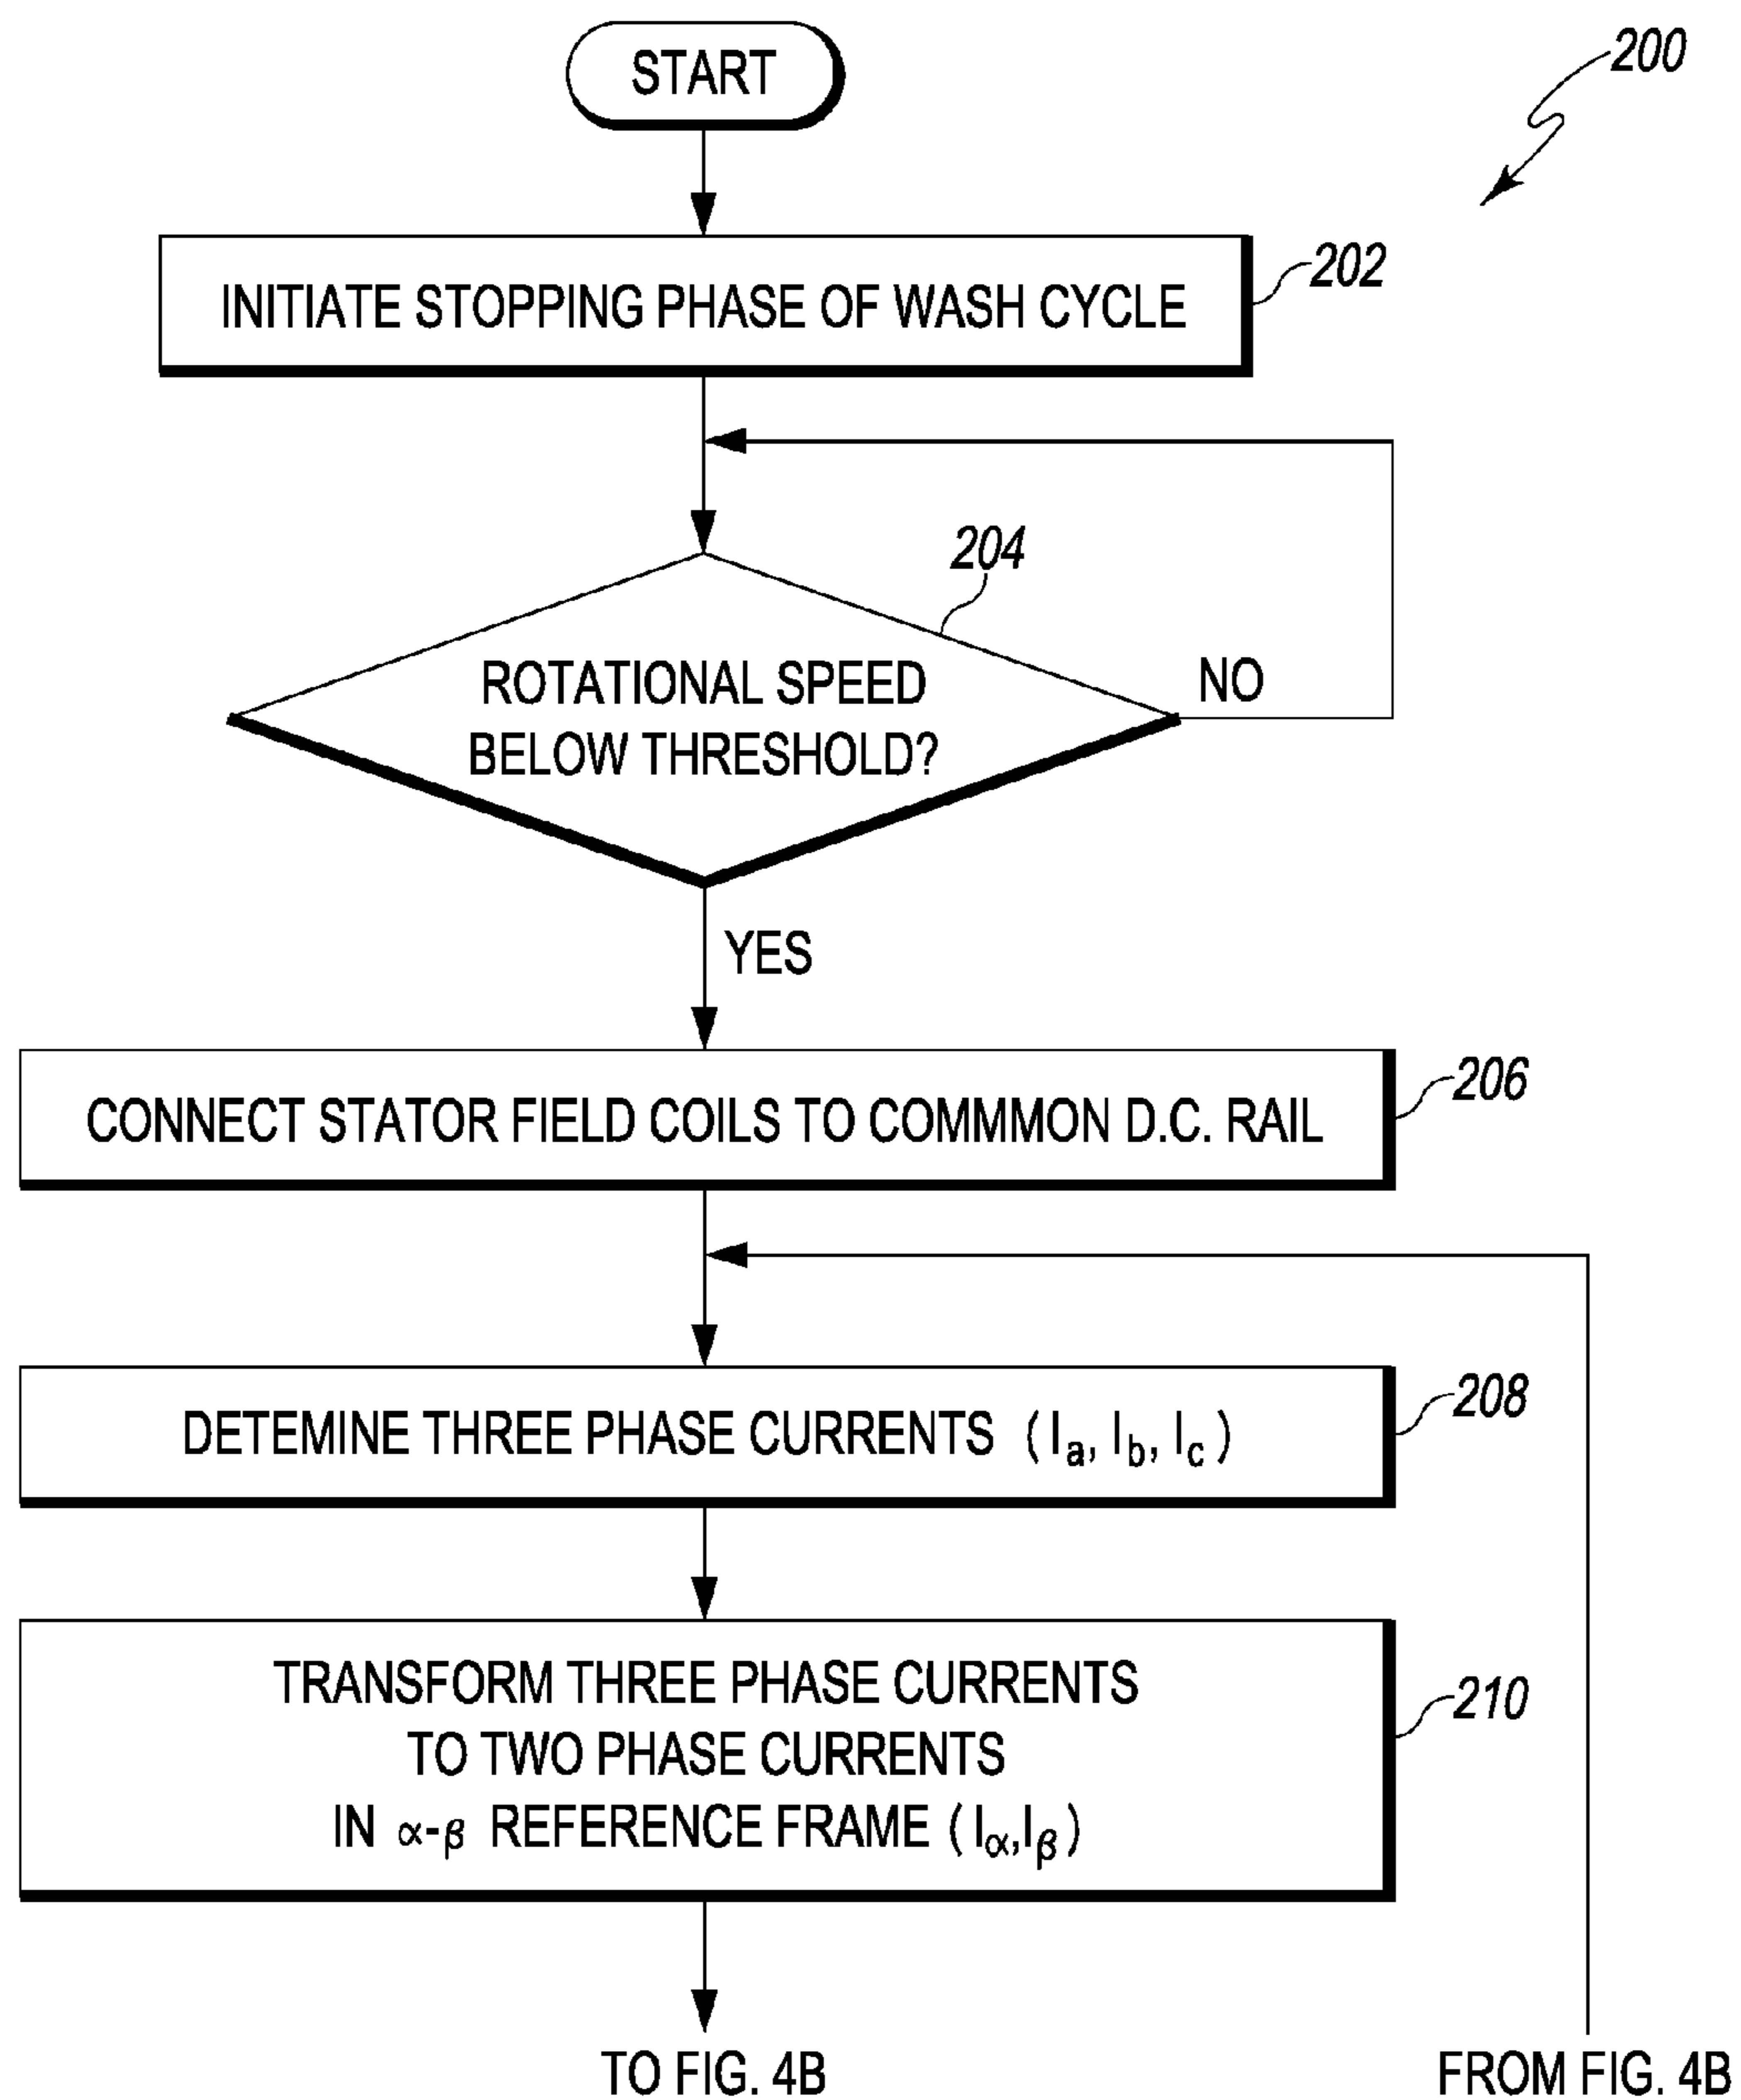 START
200
INITIATE STOPPING PHASE OF WASH CYCLE
202
204
ROTATIONAL SPEED
BELOW THRESHOLD?
NO
YES
CONNECT STATOR FIELD COILS TO COMMMON D.C. RAIL
206
DETEMINE THREE PHASE CURRENTS (Ia, Ib, Ic)
208
TRANSFORM THREE PHASE CURRENTS
TO TWO PHASE CURRENTS
IN α-β REFERENCE FRAME (Iα,Iβ)
210
TO FIG. 4B
FROM FIG. 4B